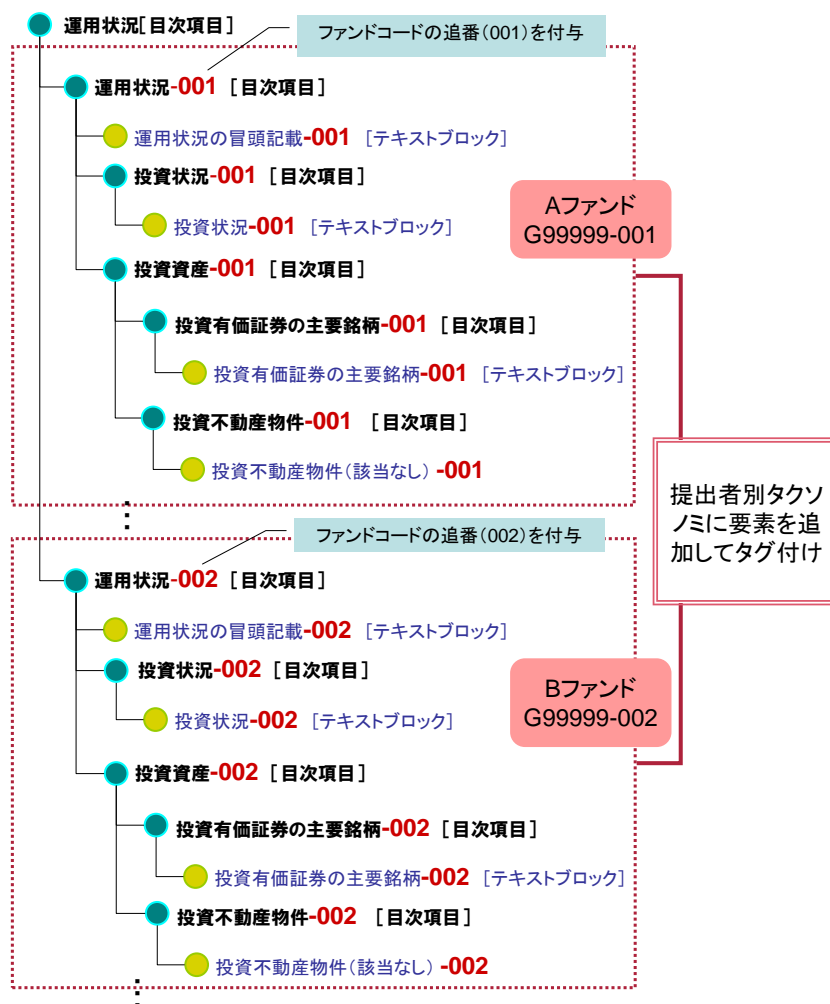 運用状況[目次項目]
ファンドコードの追番(001)を付与
運用状況-001 [目次項目]
運用状況の冒頭記載-001 [テキストブロック]
投資状況-001 [目次項目]
投資状況-001 [テキストブロック]
Aファンド
G99999-001
投資資産-001 [目次項目]
投資有価証券の主要銘柄-001 [目次項目]
投資有価証券の主要銘柄-001 [テキストブロック]
投資不動産物件-001 [目次項目]
投資不動産物件(該当なし) -001
提出者別タクソ
ノミに要素を追
加してタグ付け
ファンドコードの追番(002)を付与
運用状況-002 [目次項目]
運用状況の冒頭記載-002 [テキストブロック]
投資状況-002 [目次項目]
投資状況-002 [テキストブロック]
Bファンド
G99999-002
投資資産-002 [目次項目]
投資有価証券の主要銘柄-002 [目次項目]
投資有価証券の主要銘柄-002 [テキストブロック]
投資不動産物件-002 [目次項目]
投資不動産物件(該当なし) -002